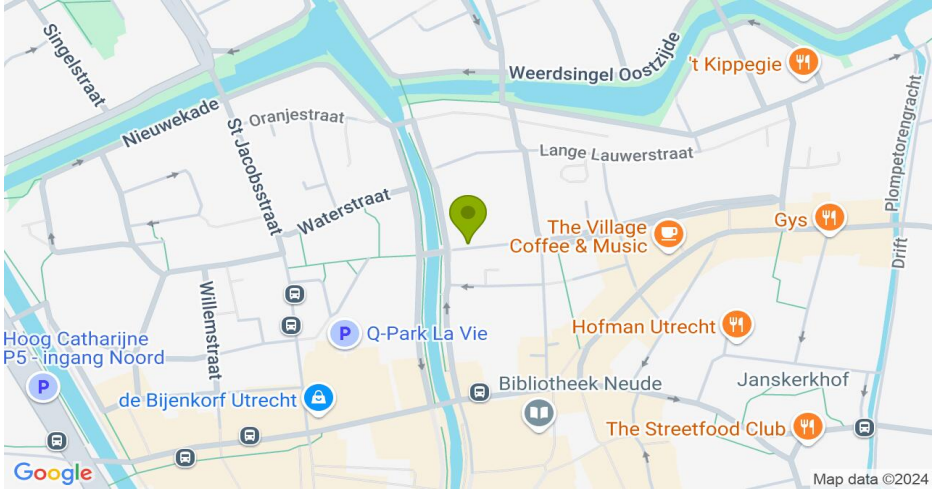 Singelstraat
Weerdsingel Oostzijde
't Kippegie
Nieuwekade
Oranjestraat
St Jacobsstraat
Lange Lauwerstraat
Plompetorengracht
Waterstraat
The Village
Coffee & Music
Gys
Drift
Willemstraat
Hoog Catharijne
P5 - ingang Noord
P
P
Q-Park La Vie
Hofman Utrecht
de Bijenkorf Utrecht
Bibliotheek Neude
Janskerkhof
The Streetfood Club
Google
Map data ©2024